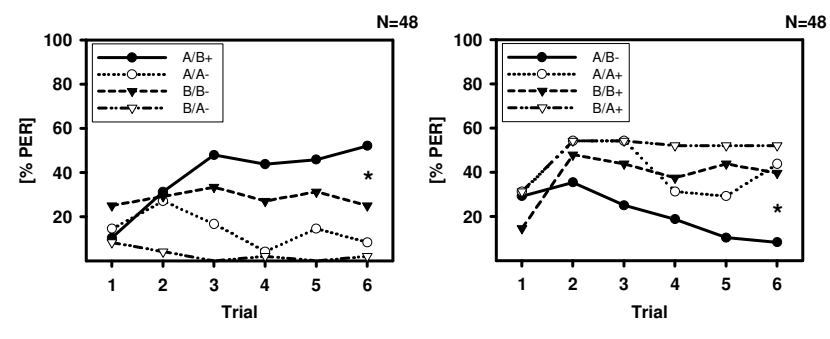 N=48
100
80
60
40
20
[% PER]
A/B+
A/A-
B/B-
B/A-
*
1 2 3 4 5 6
Trial
N=48
100
80
60
40
20
[% PER]
A/B-
A/A+
B/B+
B/A+
*
1 2 3 4 5 6
Trial